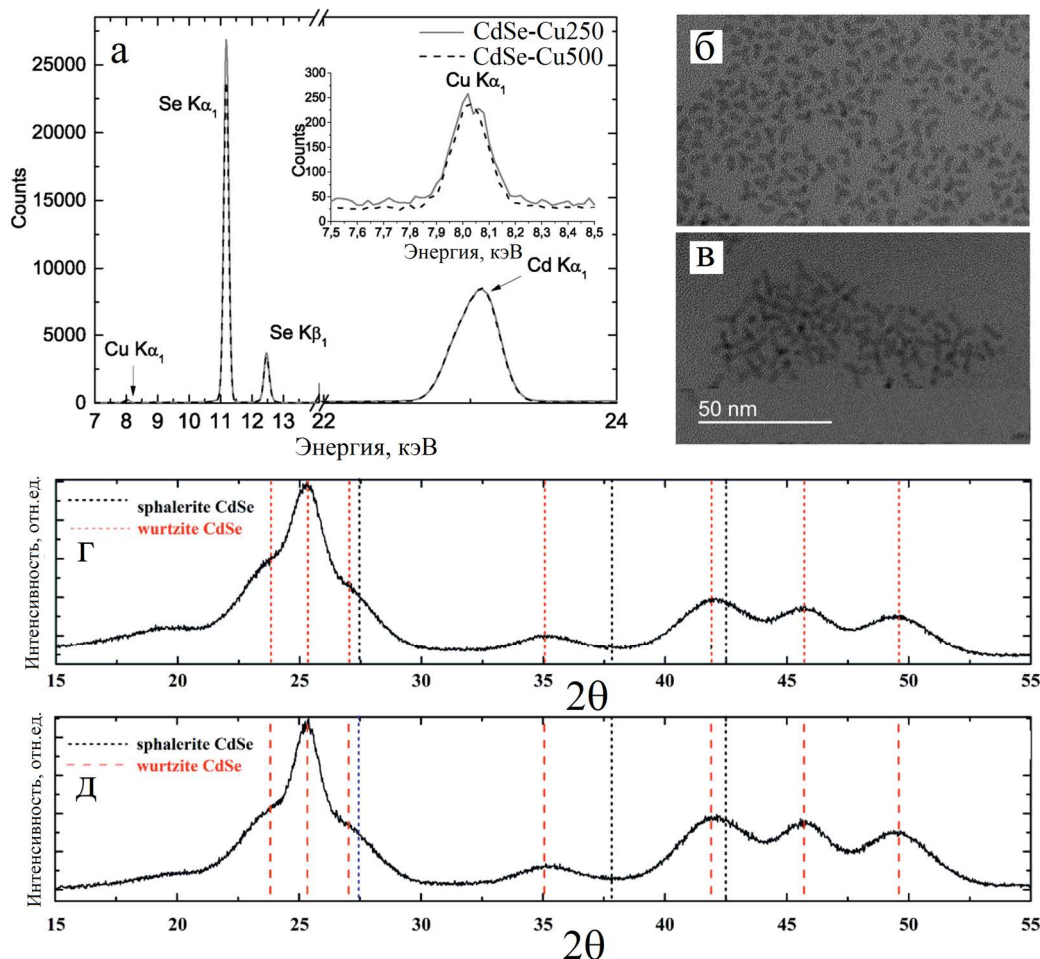 а
CdSe-Cu250
CdSe-Cu500
Cu Kα1
300
250
200
150
100
50
0
Counts
7,5 7,6 7,7 7,8 7,9 8,0 8,1 8,2 8,3 8,4 8,5
Энергия, кэВ
25000
20000
15000
10000
5000
0
Counts
Se Kα1
Cu Kα1
Se Kβ1
Cd Kα1
7 8 9 10 11 12 13 22 24
Энергия, кэВ
б
в
50 nm
г
sphalerite CdSe
wurtzite CdSe
Интенсивность, отн.ед.
15 20 25 30 35 40 45 50 55
2θ
д
sphalerite CdSe
wurtzite CdSe
Интенсивность, отн.ед.
15 20 25 30 35 40 45 50 55
2θ